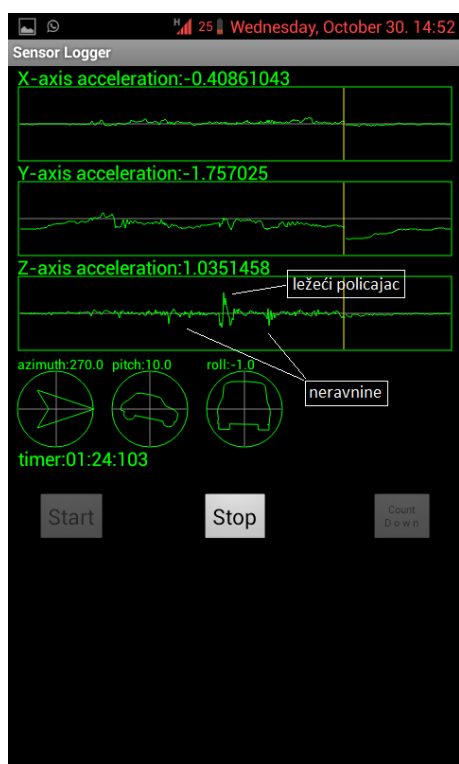 H 25 Wednesday, October 30. 14:52
Sensor Logger
X-axis acceleration:-0.40861043
Y-axis acceleration:-1.757025
Z-axis acceleration:1.0351458
ležeći policajac
neravnine
azimuth:270.0 pitch:10.0 roll:-1.0
timer:01:24:103
Start
Stop
Count
Down